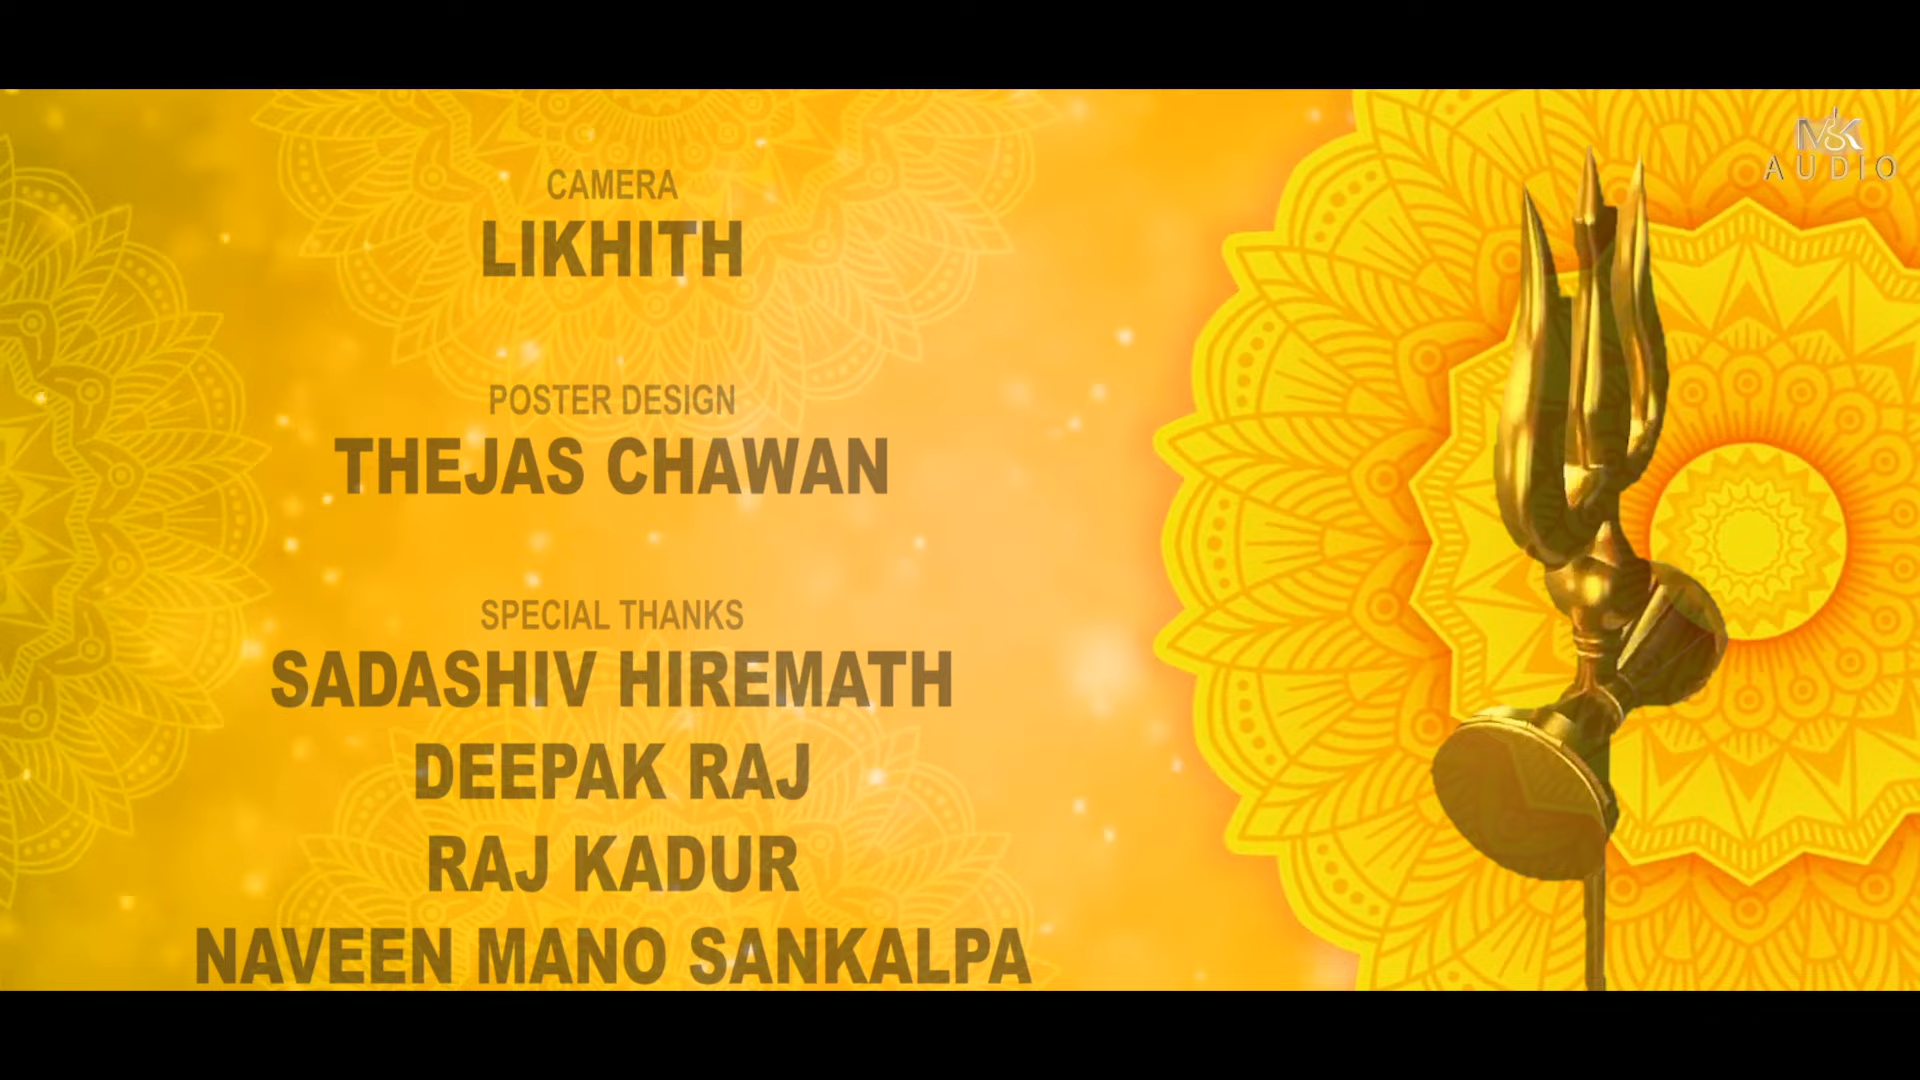 CAMERA
LIKHITH
POSTER DESIGN
THEJAS CHAWAN
SPECIAL THANKS
SADASHIV HIREMATH
DEEPAK RAJ
RAJ KADUR
NAVEEN MANO SANKALPA
MSK
AUDIO